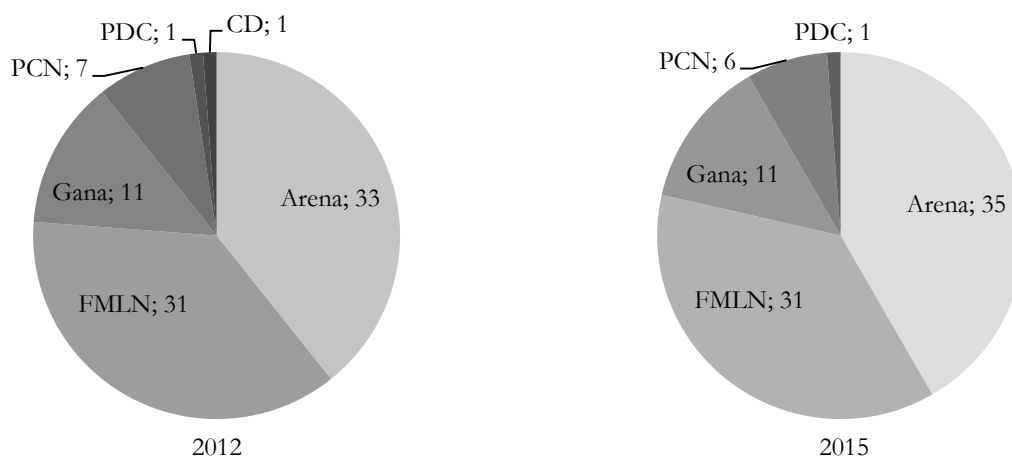 PDC; 1
CD; 1
PCN; 7
Gana; 11
Arena; 33
FMLN; 31
2012
PDC; 1
PCN; 6
Gana; 11
Arena; 35
FMLN; 31
2015